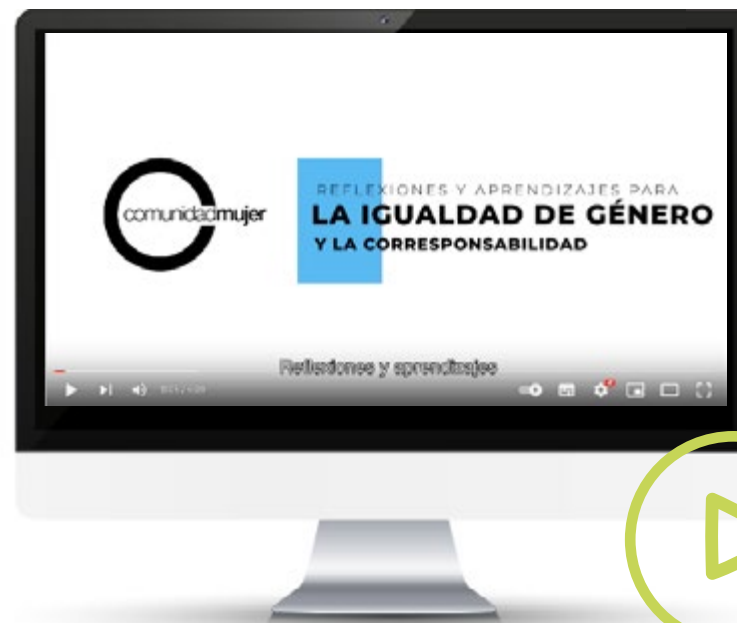 comunidadmujer
REFLEXIONES Y APRENDIZAJES PARA
LA IGUALDAD DE GÉNERO
Y LA CORRESPONSABILIDAD
Reflexiones y aprendizajes